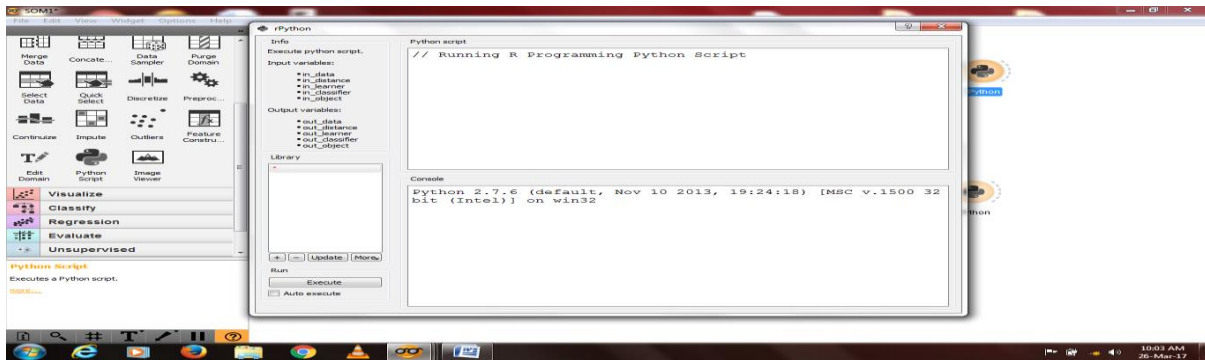 SOM1*
File Edit View Widget Options Help
Merge Data
Concate...
Data Sampler
Purge Domain
Select Data
Quick Select
Discretize
Preproc...
Continuize
Impute
Outliers
Feature Constru...
Edit Domain
Python Script
Image Viewer
Visualize
Classify
Regression
Evaluate
Unsupervised
Python Script
Executes a Python script.
more...
rPython
Info
Execute python script.
Input variables:
• in_data
• in_distance
• in_learner
• in_classifier
• in_object
Output variables:
• out_data
• out_distance
• out_learner
• out_classifier
• out_object
Library
*
+ − Update More
Run
Execute
Auto execute
Python script
// Running R Programming Python Script
Console
Python 2.7.6 (default, Nov 10 2013, 19:24:18) [MSC v.1500 32
bit (Intel)] on win32
Python
thon
10:03 AM
26-Mar-17